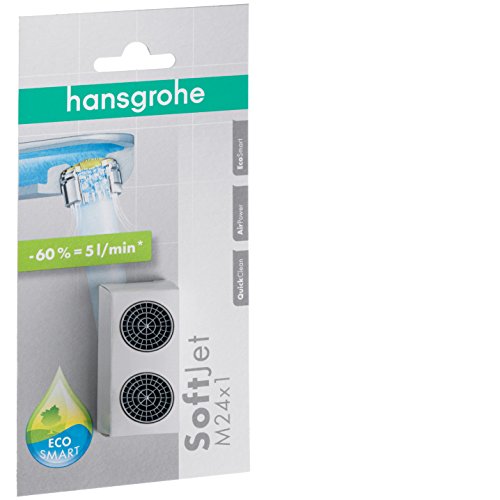 hansgrohe
EcoSmart
AirPower
QuickClean
-60% = 5 l/min*
SoftJet
M24x1
ECO
SMART